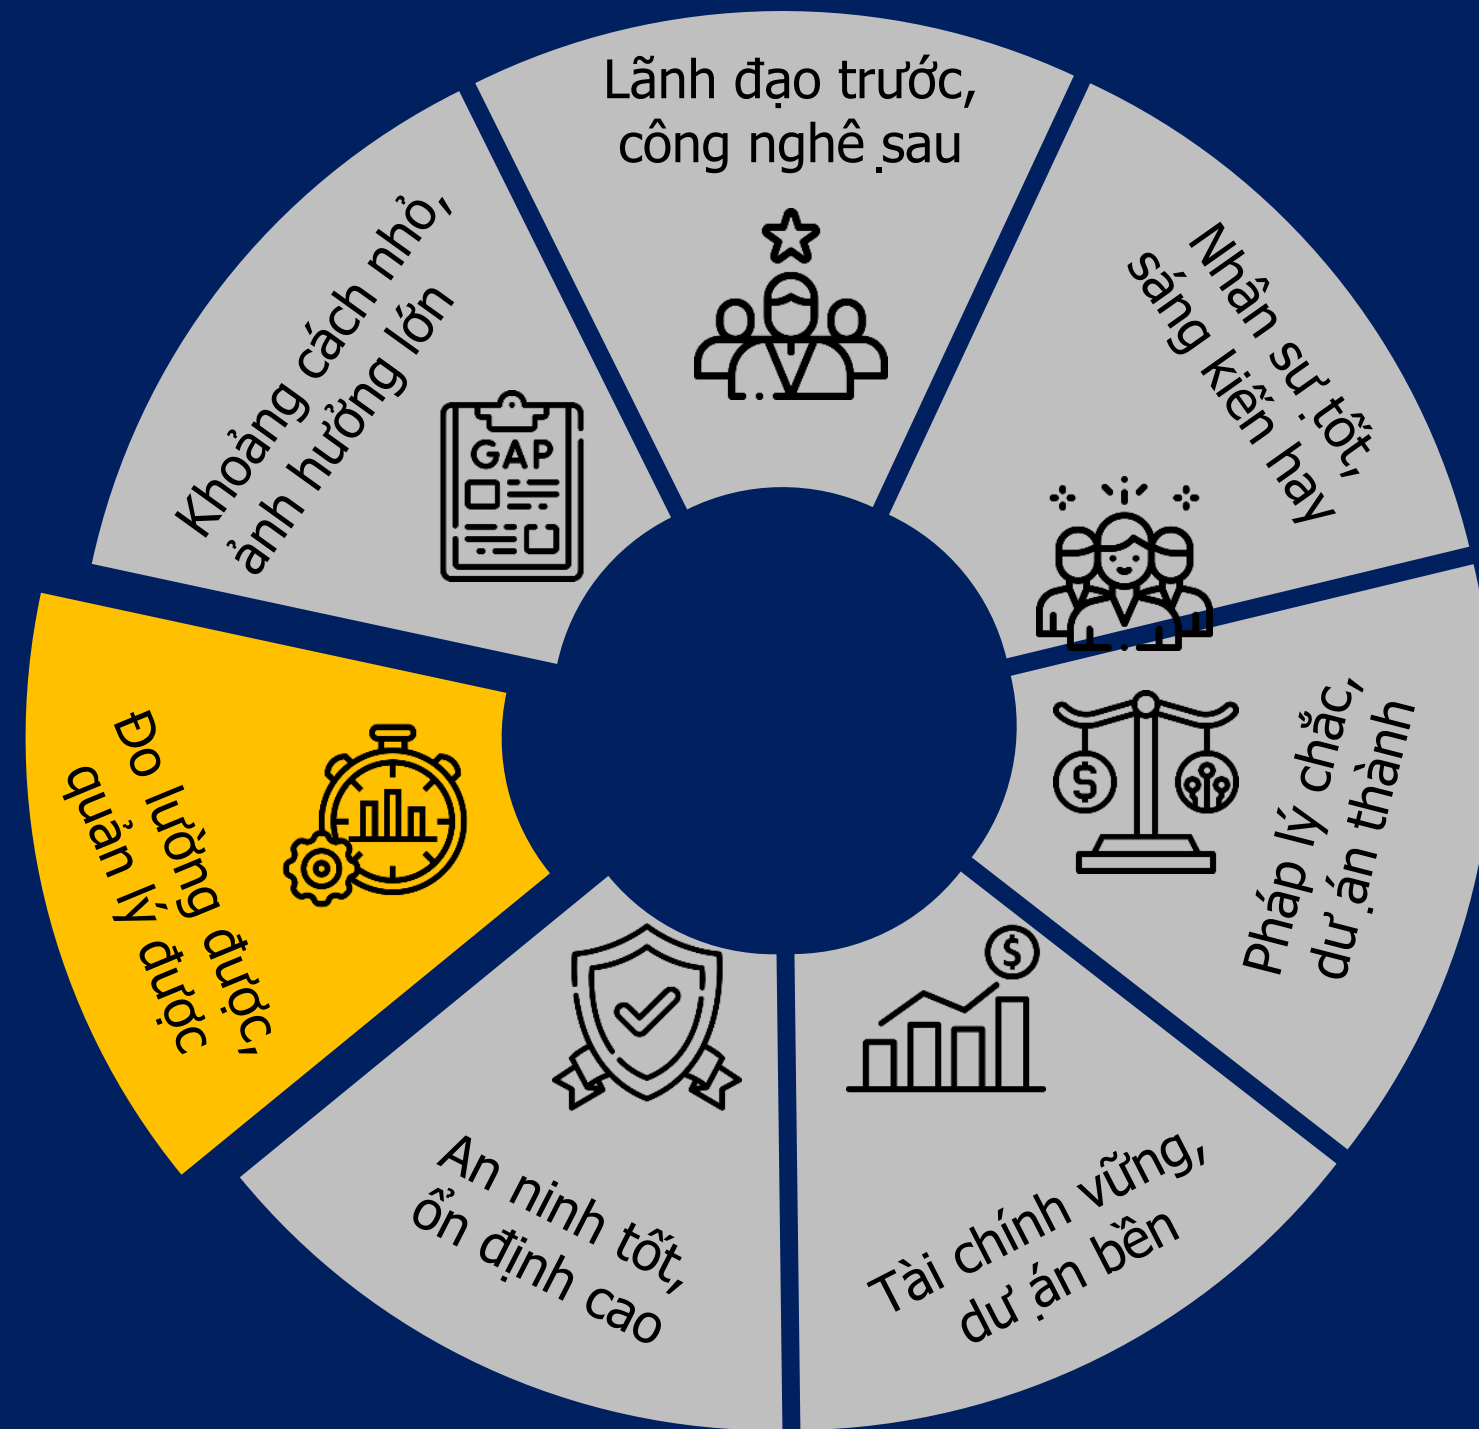 Lãnh đạo trước,
công nghệ sau
Nhân sự tốt,
sáng kiến hay
Pháp lý chắc,
dự án thành
Tài chính vững,
dự án bền
An ninh tốt,
ổn định cao
Đo lường được,
quản lý được
Khoảng cách nhỏ,
ảnh hưởng lớn
GAP
$
$